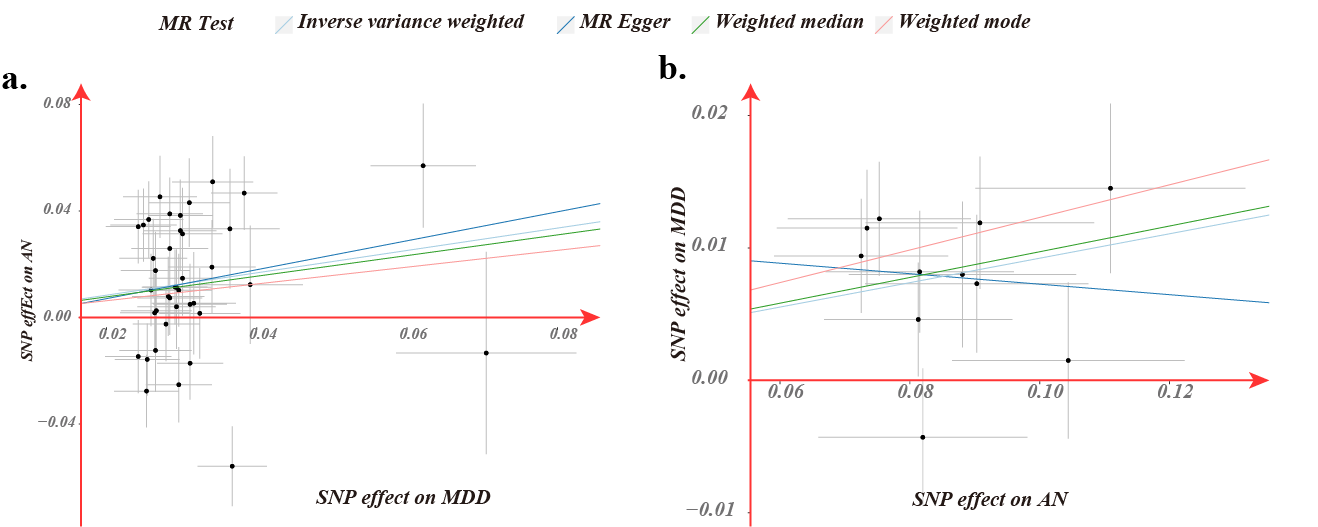 MR Test Inverse variance weighted MR Egger Weighted median Weighted mode
a.
0.08
0.04
0.00
−0.04
SNP effEct on AN
0.02 0.04 0.06 0.08
SNP effect on MDD
b.
0.02
0.01
0.00
−0.01
SNP effect on MDD
0.06 0.08 0.10 0.12
SNP effect on AN